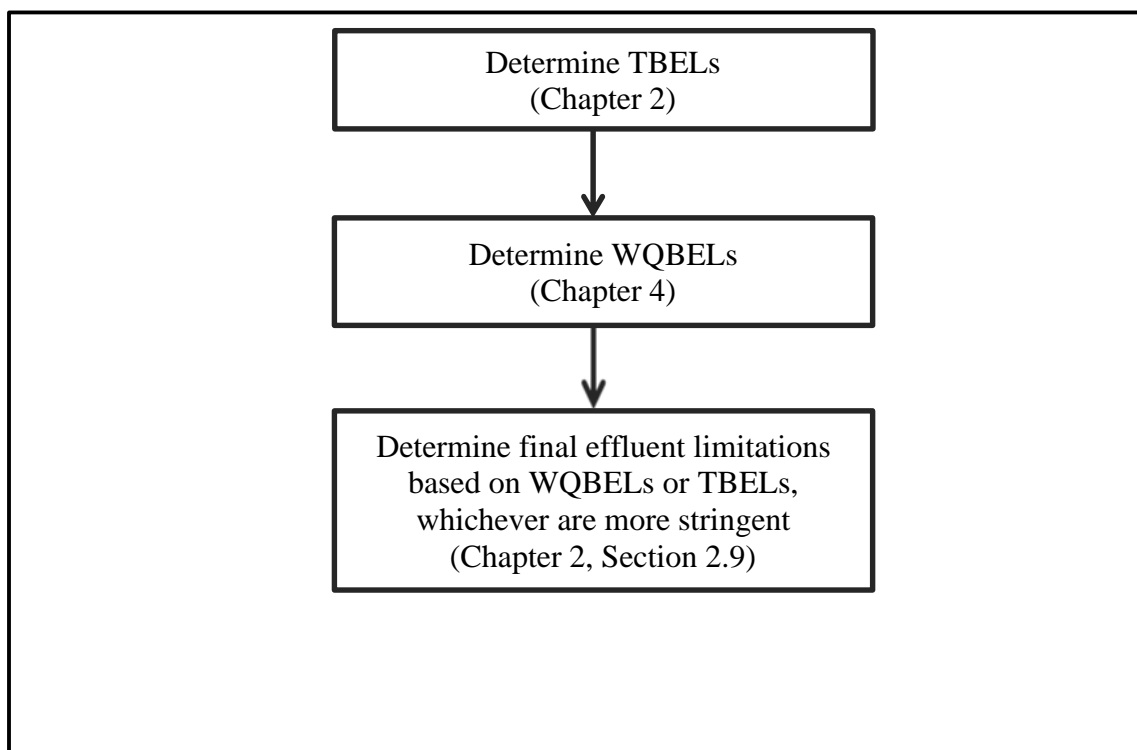 Determine TBELs
(Chapter 2)
Determine WQBELs
(Chapter 4)
Determine final effluent limitations
based on WQBELs or TBELs,
whichever are more stringent
(Chapter 2, Section 2.9)